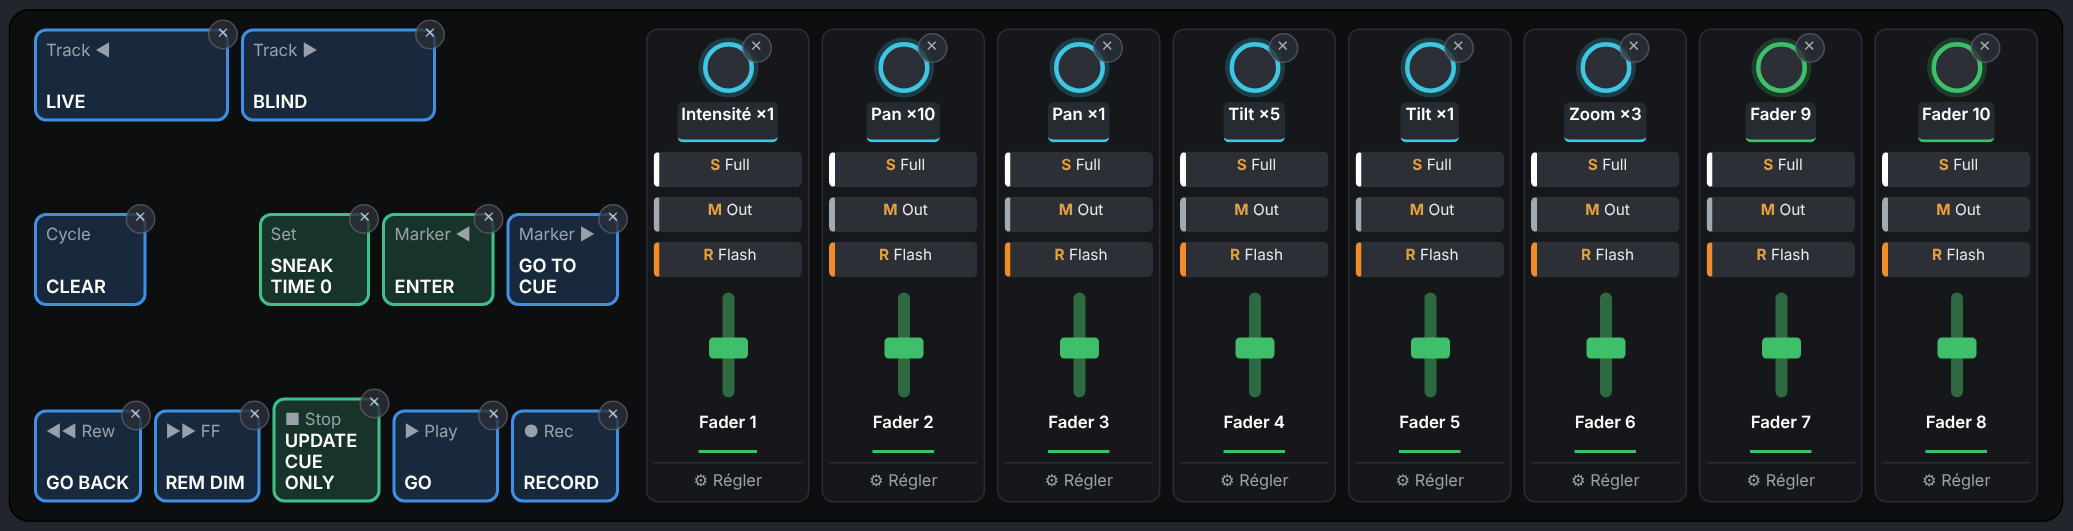 Track ◀
LIVE
Track ▶
BLIND
Cycle
CLEAR
Set
SNEAK
TIME 0
Marker ◀
ENTER
Marker ▶
GO TO
CUE
◀◀ Rew
GO BACK
▶▶ FF
REM DIM
■ Stop
UPDATE
CUE
ONLY
▶ Play
GO
● Rec
RECORD
Intensité ×1
S Full
M Out
R Flash
Fader 1
⚙ Régler
Pan ×10
S Full
M Out
R Flash
Fader 2
⚙ Régler
Pan ×1
S Full
M Out
R Flash
Fader 3
⚙ Régler
Tilt ×5
S Full
M Out
R Flash
Fader 4
⚙ Régler
Tilt ×1
S Full
M Out
R Flash
Fader 5
⚙ Régler
Zoom ×3
S Full
M Out
R Flash
Fader 6
⚙ Régler
Fader 9
S Full
M Out
R Flash
Fader 7
⚙ Régler
Fader 10
S Full
M Out
R Flash
Fader 8
⚙ Régler